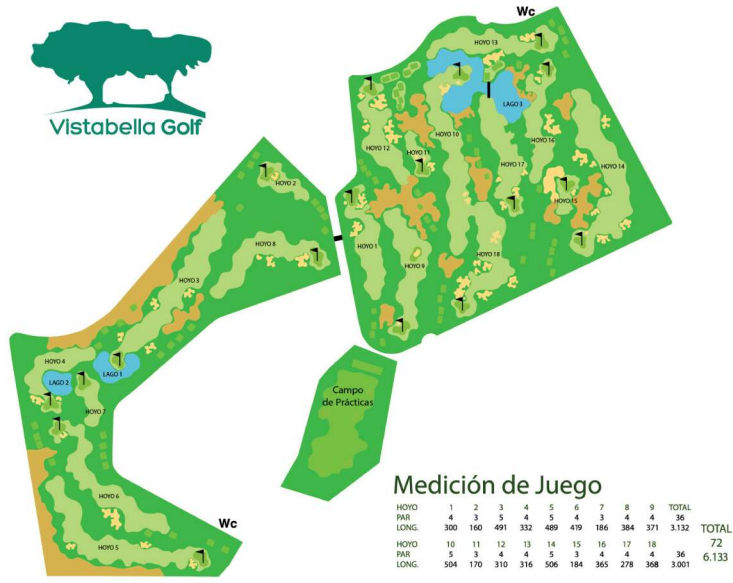 Wc
HOYO 13
Vistabella Golf
LAGO 3
HOYO 10
HOYO 16
HOYO 12
HOYO 11
HOYO 17
HOYO 14
HOYO 2
HOYO 15
HOYO 8
HOYO 1
HOYO 18
HOYO 9
HOYO 3
HOYO 4
LAGO 1
LAGO 2
HOYO 7
Campo
de Prácticas
HOYO 6
Wc
HOYO 5
Medición de Juego
HOYO 1 2 3 4 5 6 7 8 9 TOTAL
PAR 4 3 5 4 5 4 3 4 4 36
LONG. 300 160 491 332 489 419 186 384 371 3.132
HOYO 10 11 12 13 14 15 16 17 18
PAR 5 3 4 4 5 3 4 4 4 36
LONG. 504 170 310 316 506 184 365 278 368 3.001
TOTAL
72
6.133